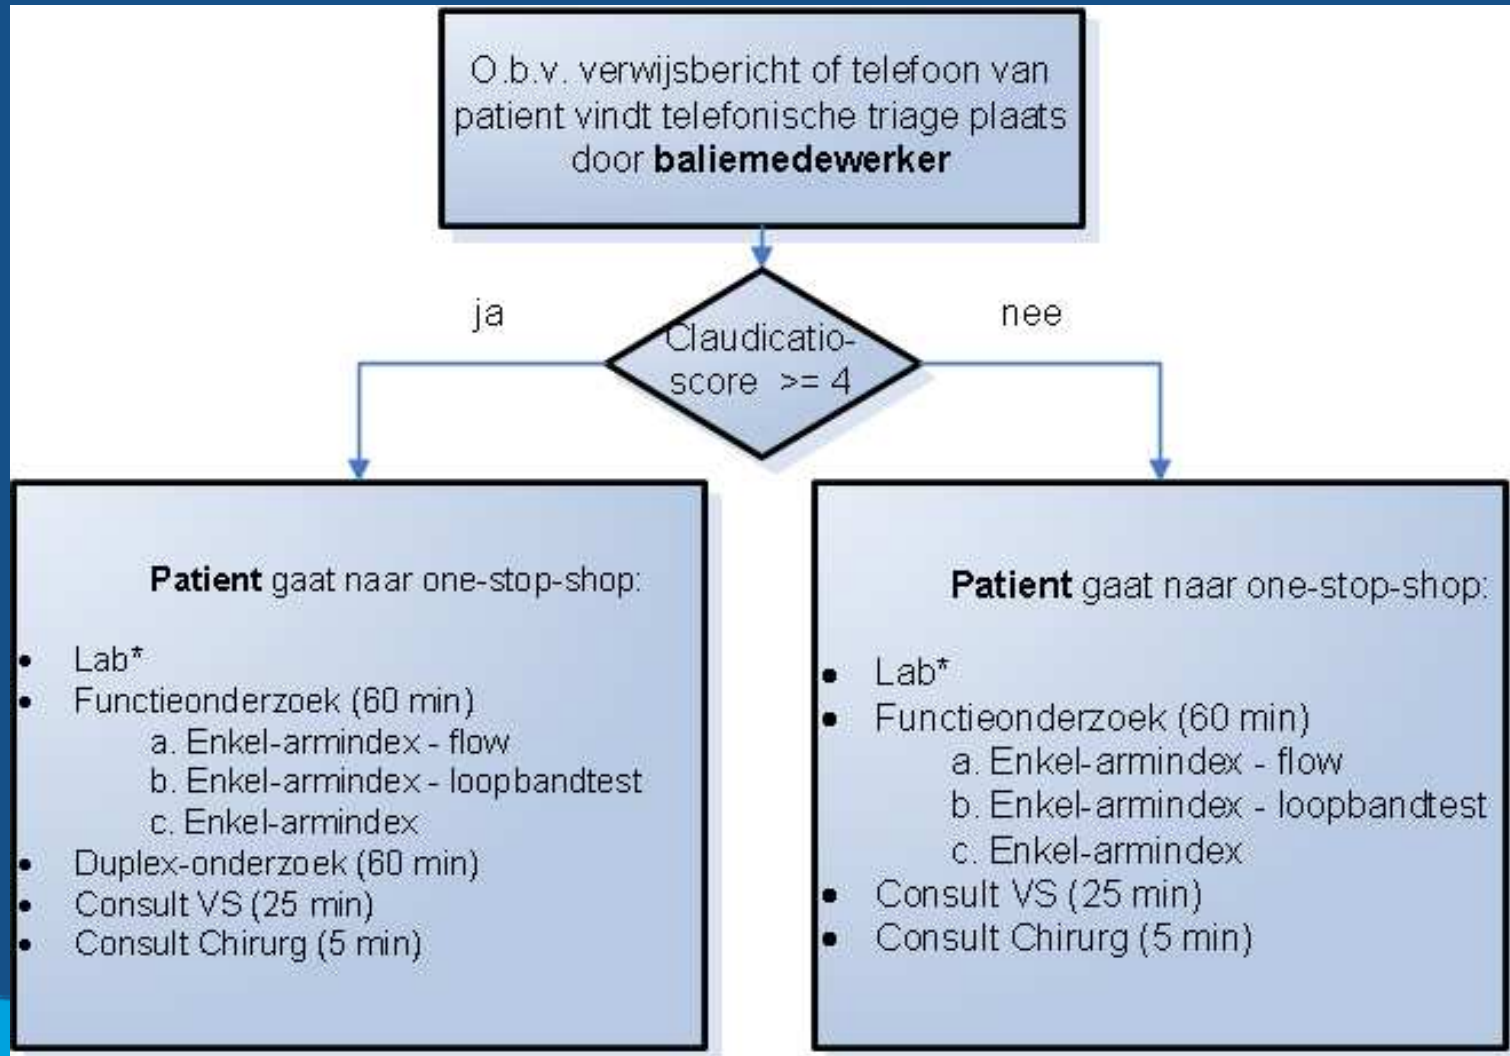 O.b.v. verwijsbericht of telefoon van
patient vindt telefonische triage plaats
door baliemedewerker
ja
nee
Claudicatio-
score >= 4
Patient gaat naar one-stop-shop:
• Lab*
• Functieonderzoek (60 min)
a. Enkel-armindex - flow
b. Enkel-armindex - loopbandtest
c. Enkel-armindex
• Duplex-onderzoek (60 min)
• Consult VS (25 min)
• Consult Chirurg (5 min)
Patient gaat naar one-stop-shop:
• Lab*
• Functieonderzoek (60 min)
a. Enkel-armindex - flow
b. Enkel-armindex - loopbandtest
c. Enkel-armindex
• Consult VS (25 min)
• Consult Chirurg (5 min)